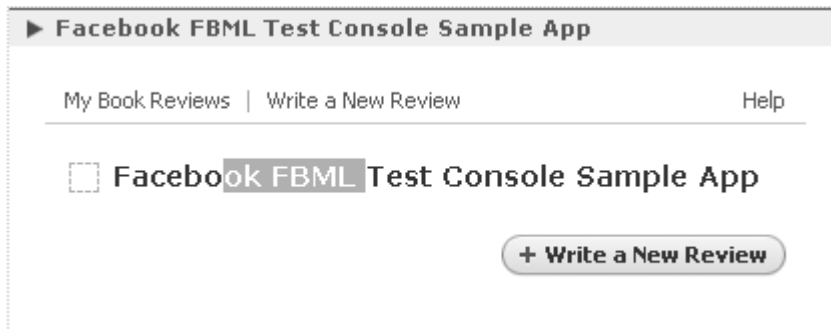 Facebook FBML Test Console Sample App
My Book Reviews | Write a New Review Help
Facebook FBML Test Console Sample App
+ Write a New Review